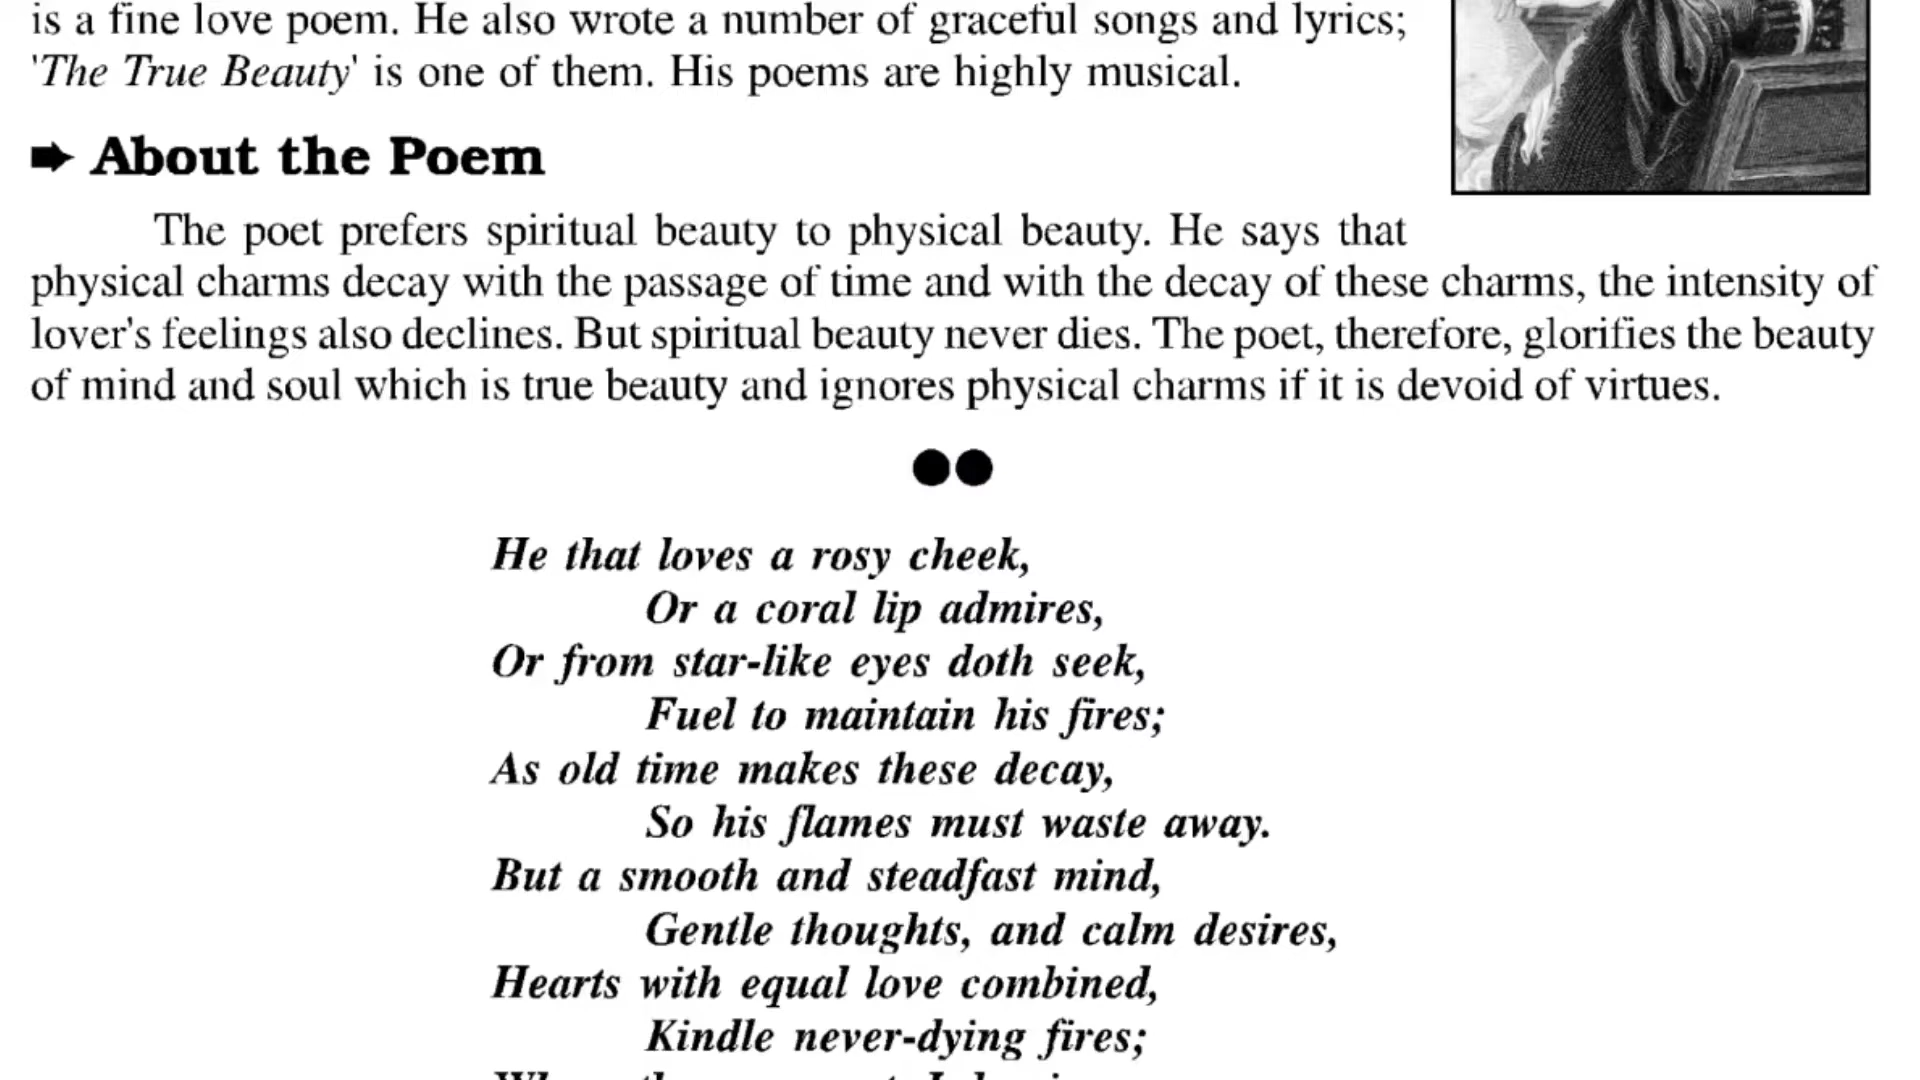 is a fine love poem. He also wrote a number of graceful songs and lyrics;
'The True Beauty' is one of them. His poems are highly musical.
About the Poem
The poet prefers spiritual beauty to physical beauty. He says that
physical charms decay with the passage of time and with the decay of these charms, the intensity of
lover's feelings also declines. But spiritual beauty never dies. The poet, therefore, glorifies the beauty
of mind and soul which is true beauty and ignores physical charms if it is devoid of virtues.
He that loves a rosy cheek,
Or a coral lip admires,
Or from star-like eyes doth seek,
Fuel to maintain his fires;
As old time makes these decay,
So his flames must waste away.
But a smooth and steadfast mind,
Gentle thoughts, and calm desires,
Hearts with equal love combined,
Kindle never-dying fires;